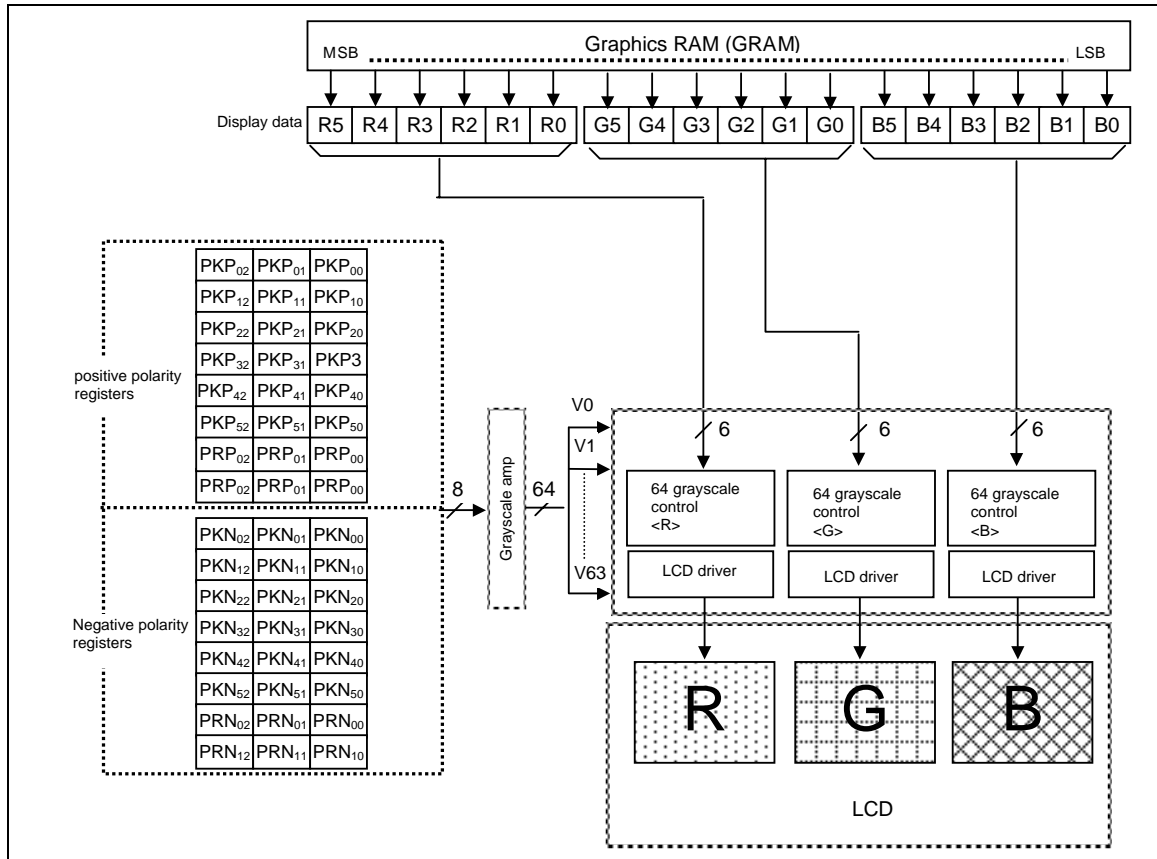 Graphics RAM (GRAM)
MSB LSB
Display data R5 R4 R3 R2 R1 R0 G5 G4 G3 G2 G1 G0 B5 B4 B3 B2 B1 B0
PKP02 PKP01 PKP00
PKP12 PKP11 PKP10
PKP22 PKP21 PKP20
PKP32 PKP31 PKP3
PKP42 PKP41 PKP40
PKP52 PKP51 PKP50
PRP02 PRP01 PRP00
PRP02 PRP01 PRP00
positive polarity
registers
PKN02 PKN01 PKN00
PKN12 PKN11 PKN10
PKN22 PKN21 PKN20
PKN32 PKN31 PKN30
PKN42 PKN41 PKN40
PKN52 PKN51 PKN50
PRN02 PRN01 PRN00
PRN12 PRN11 PRN10
Negative polarity
registers
8
Grayscale amp
64
V0
V1
V63
6 6 6
64 grayscale
control
<R>
64 grayscale
control
<G>
64 grayscale
control
<B>
LCD driver
LCD driver
LCD driver
R G B
LCD